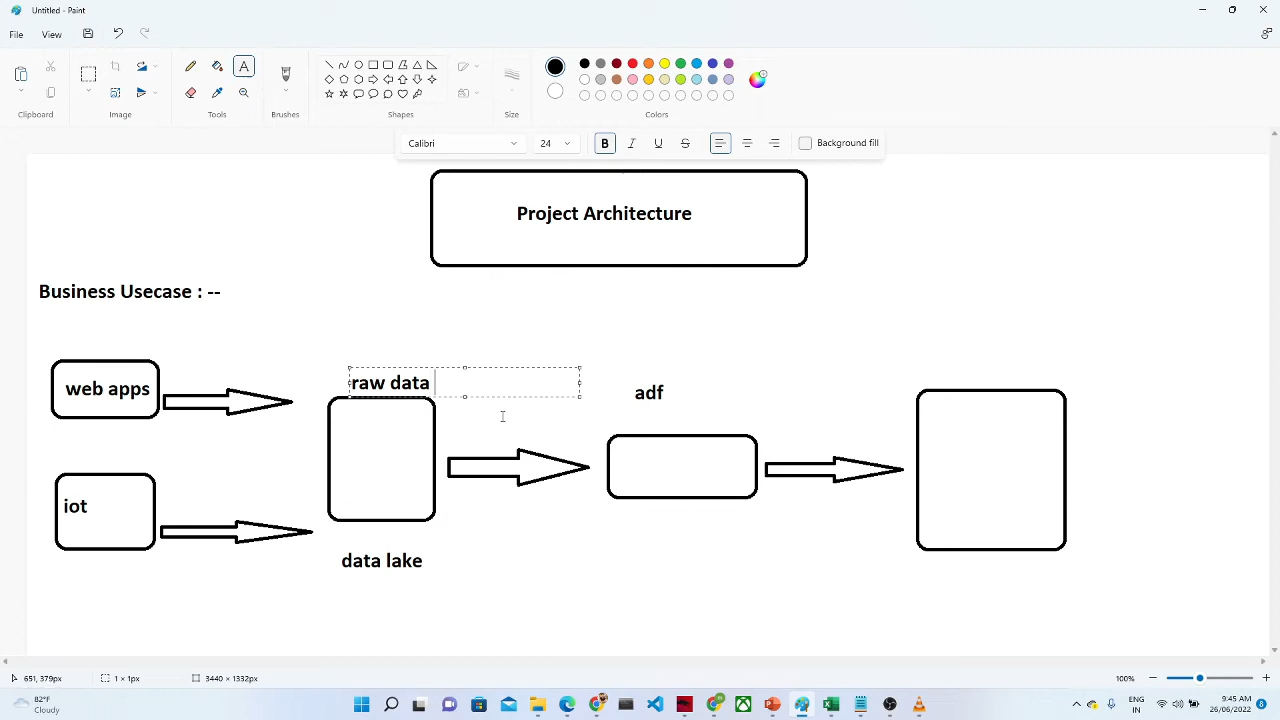 Untitled - Paint
File
View
A
Clipboard
Image
Tools
Brushes
Shapes
Size
Colors
Calibri
24
B
I
U
S
Background fill
Project Architecture
Business Usecase : --
web apps
raw data
adf
iot
data lake
651, 379px
1 × 1px
3440 × 1332px
100%
82°F
Cloudy
ENG
IN
9:45 AM
26/06/2022